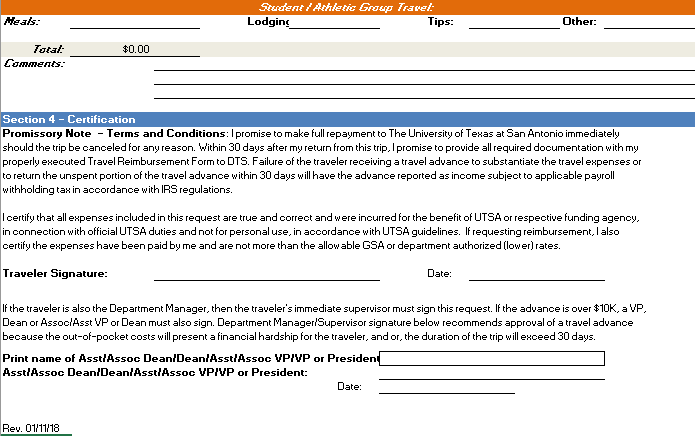 Student / Athletic Group Travel:
Meals: Lodging Tips: Other:
Total: $0.00
Comments:
Section 4 - Certification
Promissory Note - Terms and Conditions: I promise to make full repayment to The University of Texas at San Antonio immediately
should the trip be canceled for any reason. Within 30 days after my return from this trip, I promise to provide all required documentation with my
properly executed Travel Reimbursement Form to DTS. Failure of the traveler receiving a travel advance to substantiate the travel expenses or
to return the unspent portion of the travel advance within 30 days will have the advance reported as income subject to applicable payroll
withholding tax in accordance with IRS regulations.
I certify that all expenses included in this request are true and correct and were incurred for the benefit of UTSA or respective funding agency,
in connection with official UTSA duties and not for personal use, in accordance with UTSA guidelines. If requesting reimbursement, I also
certify the expenses have been paid by me and are not more than the allowable GSA or department authorized (lower) rates.
Traveler Signature: Date:
If the traveler is also the Department Manager, then the traveler's immediate supervisor must sign this request. If the advance is over $10K, a VP,
Dean or Assoc/Asst VP or Dean must also sign. Department Manager/Supervisor signature below recommends approval of a travel advance
because the out-of-pocket costs will present a financial hardship for the traveler, and/or, the duration of the trip will exceed 30 days.
Print name of Asst/Assoc Dean/Dean/Asst/Assoc VP/VP or President
Asst/Assoc Dean/Dean/Asst/Assoc VP/VP or President:
Date:
Rev. 01/11/18